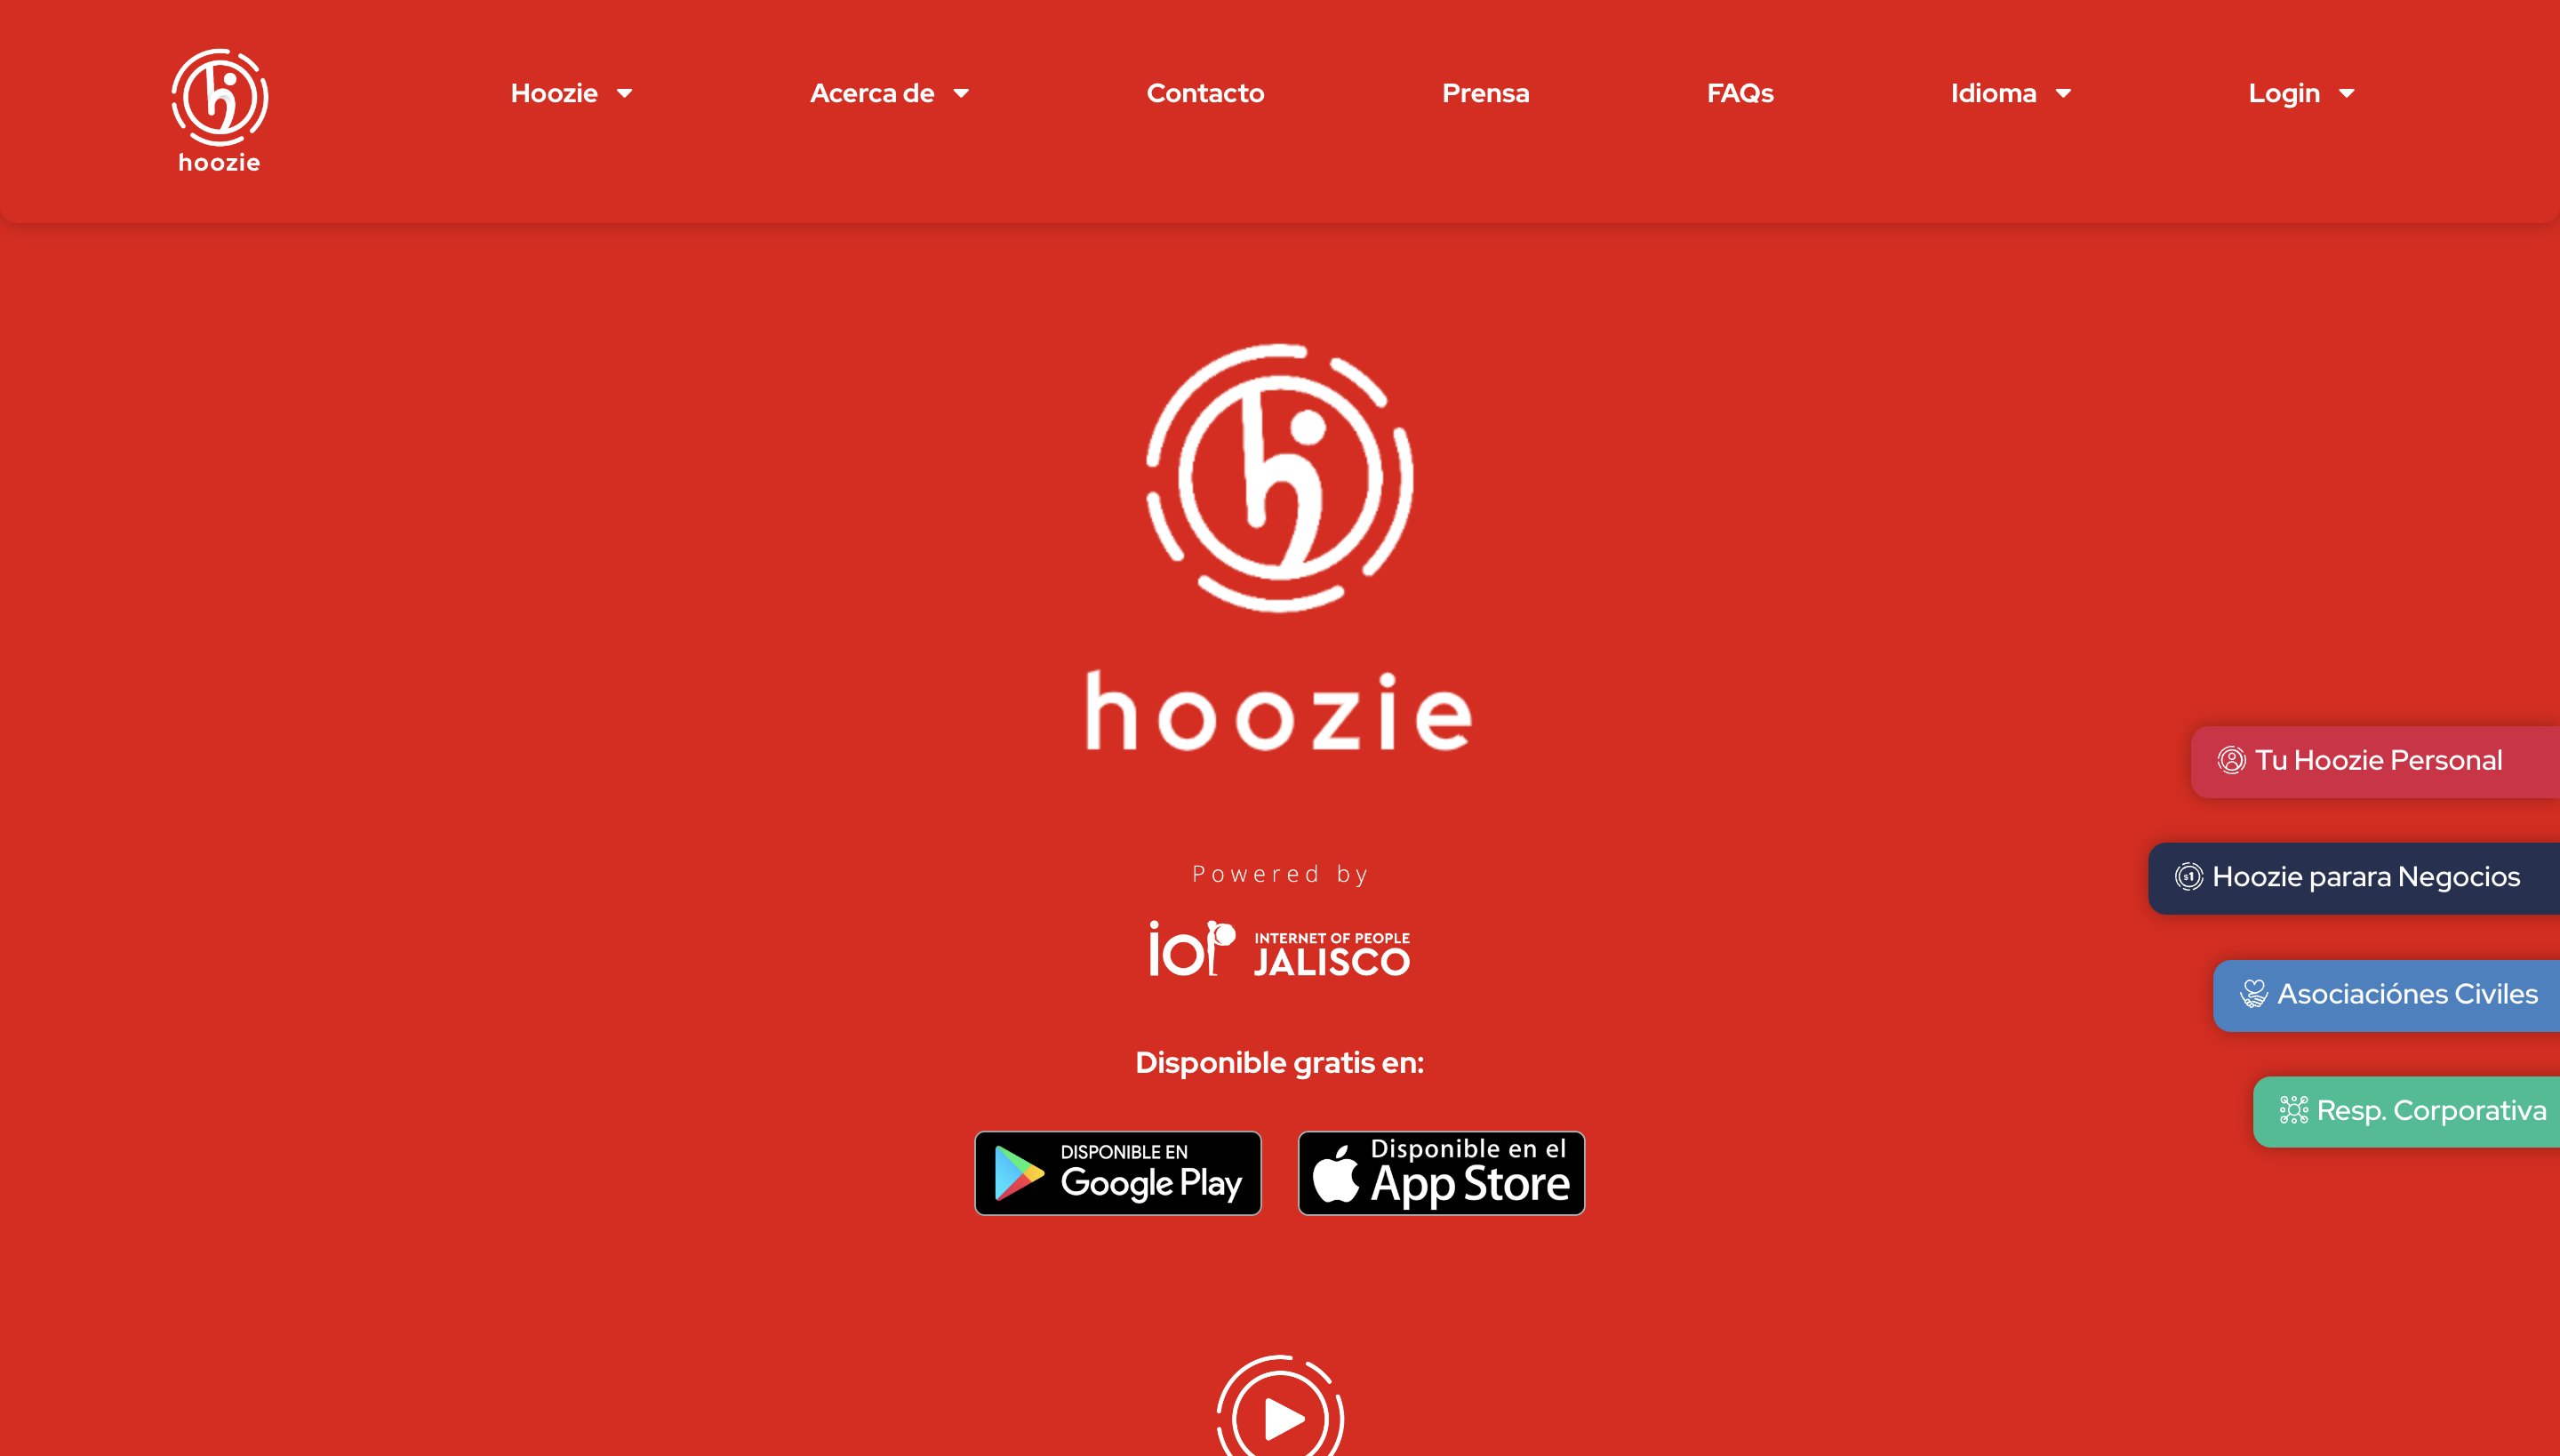 hoozie
Hoozie
Acerca de
Contacto
Prensa
FAQs
Idioma
Login
hoozie
Powered by
iop INTERNET OF PEOPLE
JALISCO
Disponible gratis en:
DISPONIBLE EN
Google Play
Disponible en el
App Store
Tu Hoozie Personal
$1 Hoozie parara Negocios
Asociaciónes Civiles
Resp. Corporativa